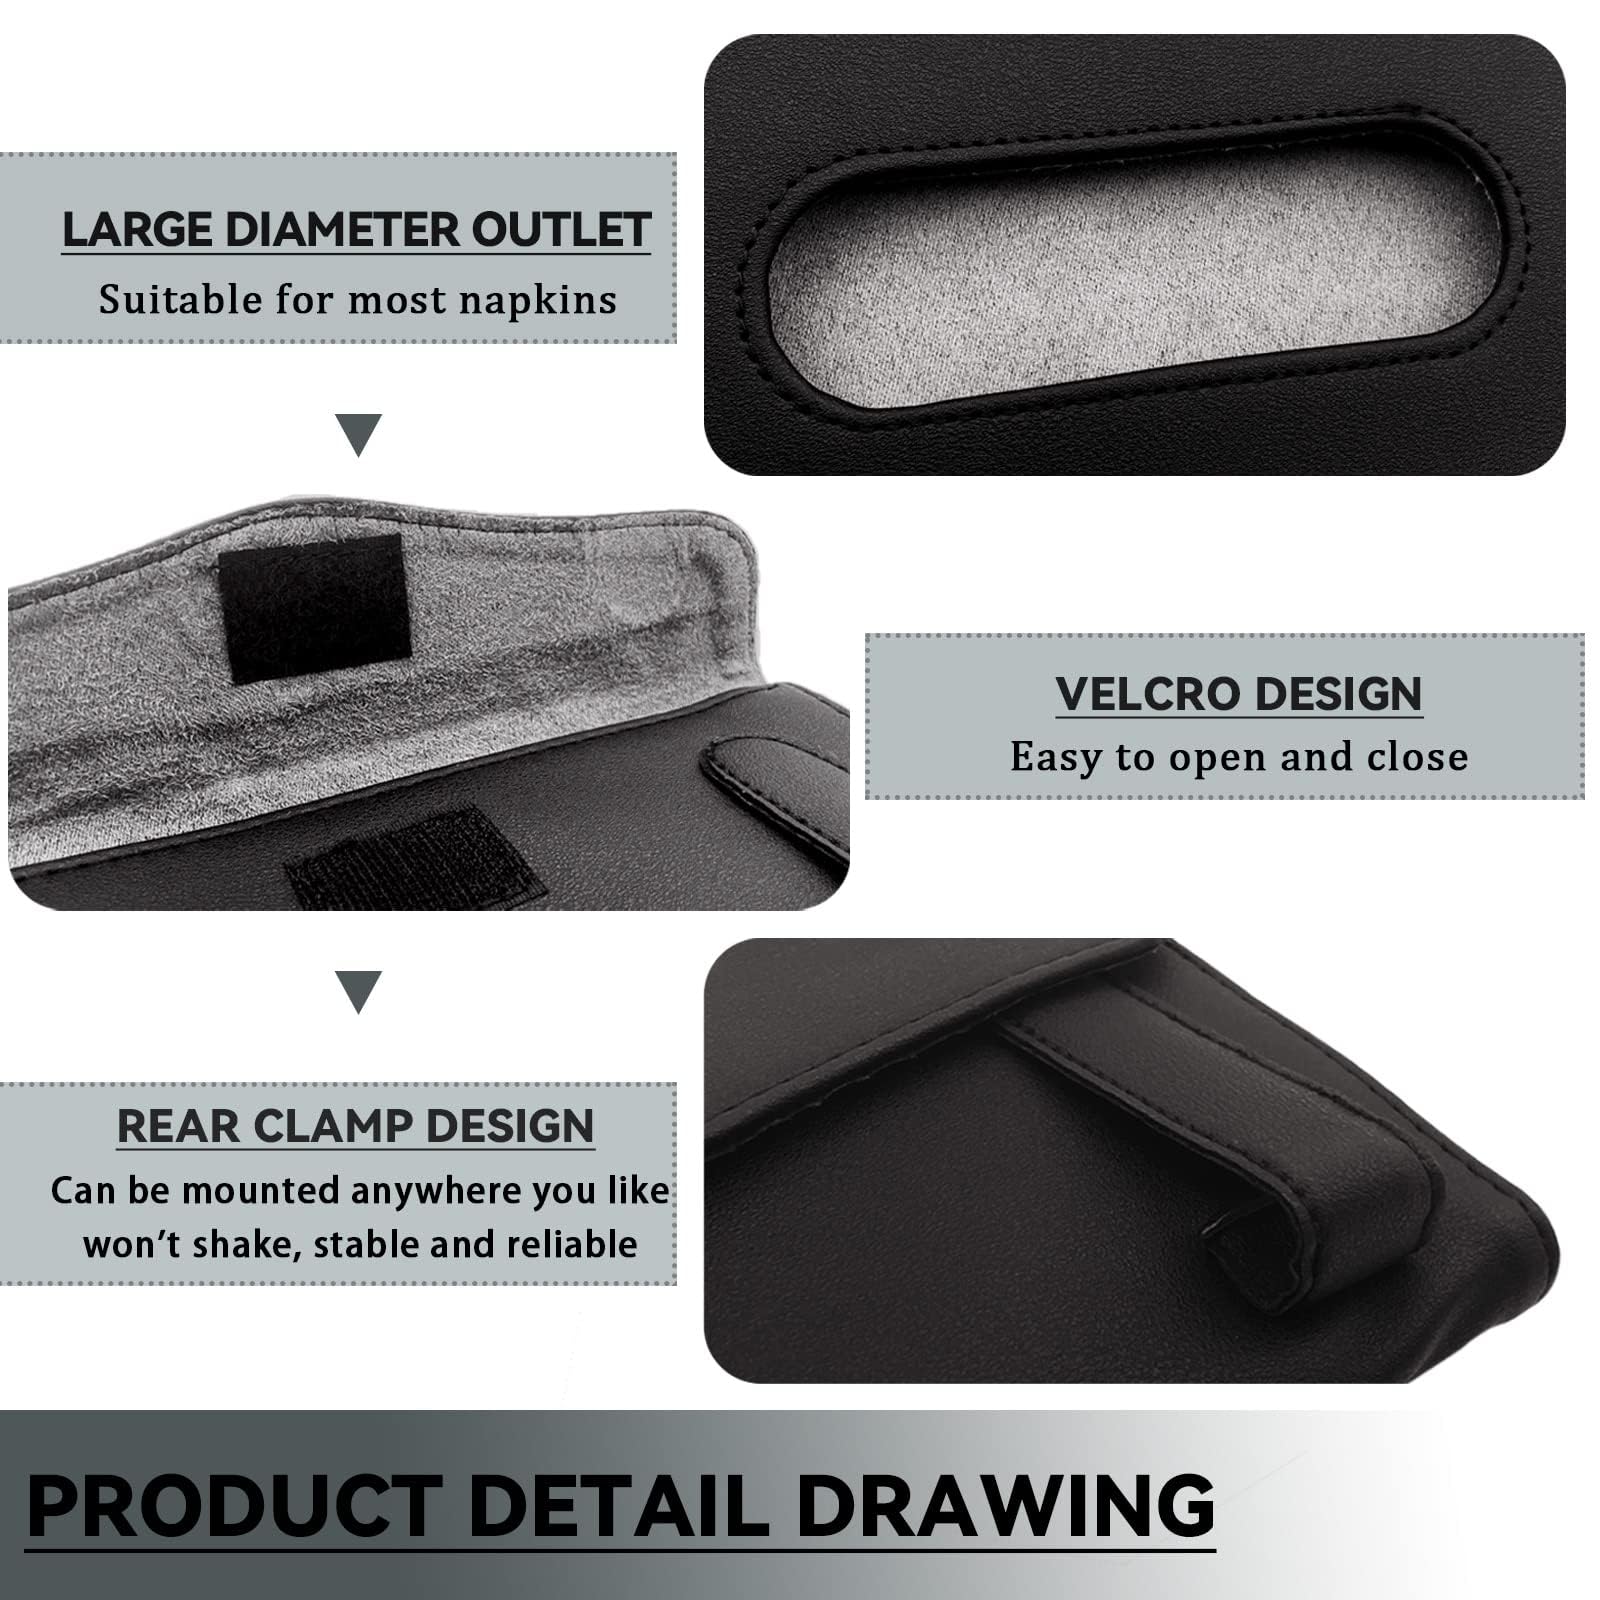 LARGE DIAMETER OUTLET
Suitable for most napkins
VELCRO DESIGN
Easy to open and close
REAR CLAMP DESIGN
Can be mounted anywhere you like
won't shake, stable and reliable
PRODUCT DETAIL DRAWING